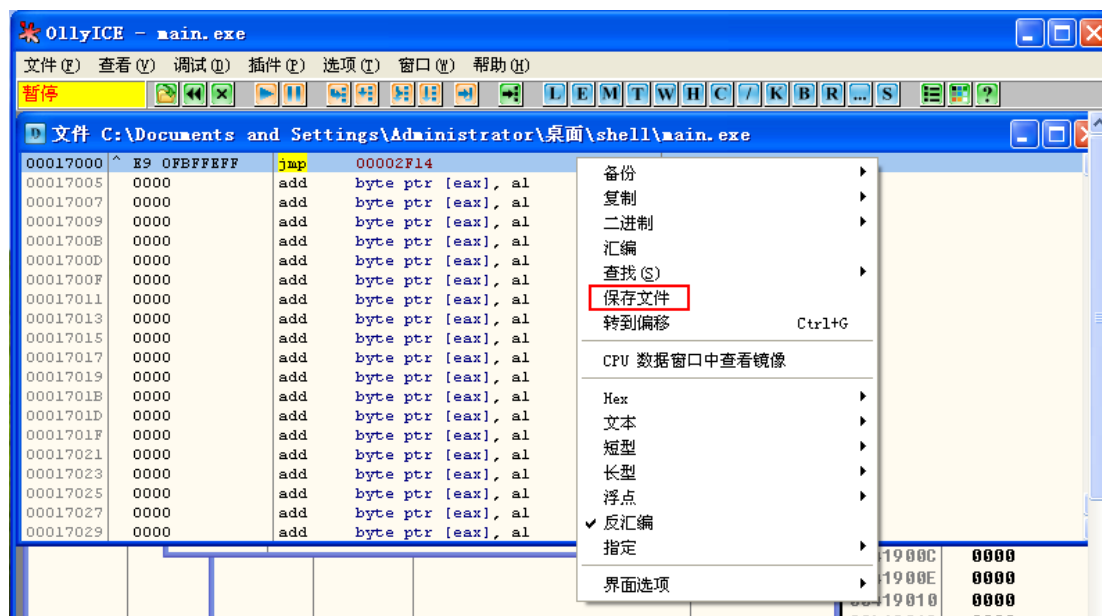 OllyICE - main.exe
文件(F) 查看(V) 调试(D) 插件(P) 选项(T) 窗口(W) 帮助(H)
暂停 L E M T W H C / K B R ... S ?
D 文件 C:\Documents and Settings\Administrator\桌面\shell\main.exe
00017000 ^ E9 0FBFFEFF jmp 00002F14
00017005 0000 add byte ptr [eax], al
00017007 0000 add byte ptr [eax], al
00017009 0000 add byte ptr [eax], al
0001700B 0000 add byte ptr [eax], al
0001700D 0000 add byte ptr [eax], al
0001700F 0000 add byte ptr [eax], al
00017011 0000 add byte ptr [eax], al
00017013 0000 add byte ptr [eax], al
00017015 0000 add byte ptr [eax], al
00017017 0000 add byte ptr [eax], al
00017019 0000 add byte ptr [eax], al
0001701B 0000 add byte ptr [eax], al
0001701D 0000 add byte ptr [eax], al
0001701F 0000 add byte ptr [eax], al
00017021 0000 add byte ptr [eax], al
00017023 0000 add byte ptr [eax], al
00017025 0000 add byte ptr [eax], al
00017027 0000 add byte ptr [eax], al
00017029 0000 add byte ptr [eax], al
备份
复制
二进制
汇编
查找(S)
保存文件
转到偏移 Ctrl+G
CPU 数据窗口中查看镜像
Hex
文本
短型
长型
浮点
反汇编
指定
界面选项
41900C 0000
41900E 0000
00419010 0000